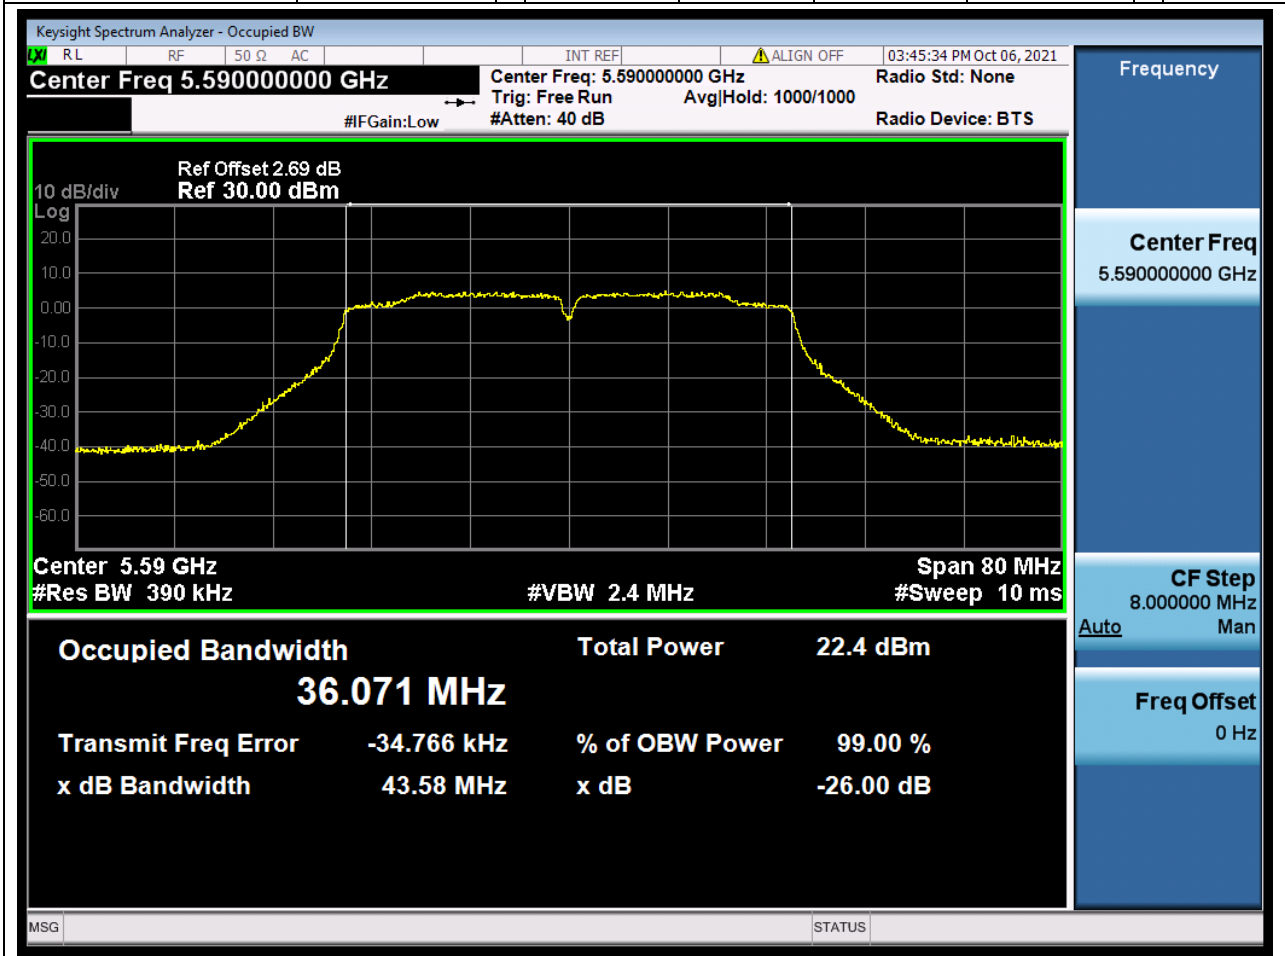 Keysight Spectrum Analyzer - Occupied BW
LXI RL RF 50 Ω AC INT REF ALIGN OFF 03:45:34 PM Oct 06, 2021
Center Freq 5.590000000 GHz Center Freq: 5.590000000 GHz Radio Std: None
Trig: Free Run Avg|Hold: 1000/1000
#IFGain:Low #Atten: 40 dB Radio Device: BTS
Frequency
Ref Offset 2.69 dB
10 dB/div Ref 30.00 dBm
Log
20.0
10.0
0.00
-10.0
-20.0
-30.0
-40.0
-50.0
-60.0
Center 5.59 GHz Span 80 MHz
#Res BW 390 kHz #VBW 2.4 MHz #Sweep 10 ms
Occupied Bandwidth Total Power 22.4 dBm
36.071 MHz
Transmit Freq Error -34.766 kHz % of OBW Power 99.00 %
x dB Bandwidth 43.58 MHz x dB -26.00 dB
Center Freq
5.590000000 GHz
CF Step
8.000000 MHz
Auto Man
Freq Offset
0 Hz
MSG STATUS